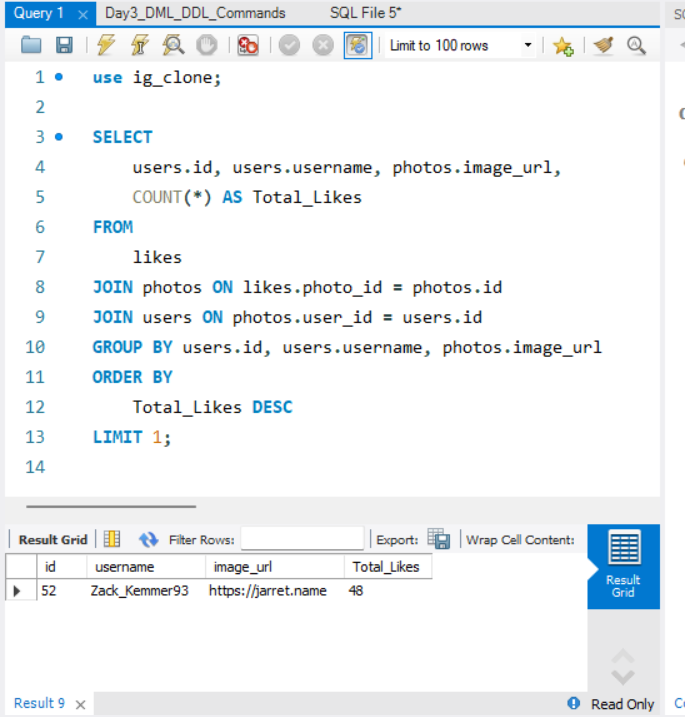 Query 1 × Day3_DML_DDL_Commands SQL File 5*
Limit to 100 rows
1 use ig_clone;
2
3 SELECT
4 users.id, users.username, photos.image_url,
5 COUNT(*) AS Total_Likes
6 FROM
7 likes
8 JOIN photos ON likes.photo_id = photos.id
9 JOIN users ON photos.user_id = users.id
10 GROUP BY users.id, users.username, photos.image_url
11 ORDER BY
12 Total_Likes DESC
13 LIMIT 1;
14
Result Grid Filter Rows: Export: Wrap Cell Content:
id username image_url Total_Likes
52 Zack_Kemmer93 https://jarret.name 48
Result
Grid
Result 9 × Read Only